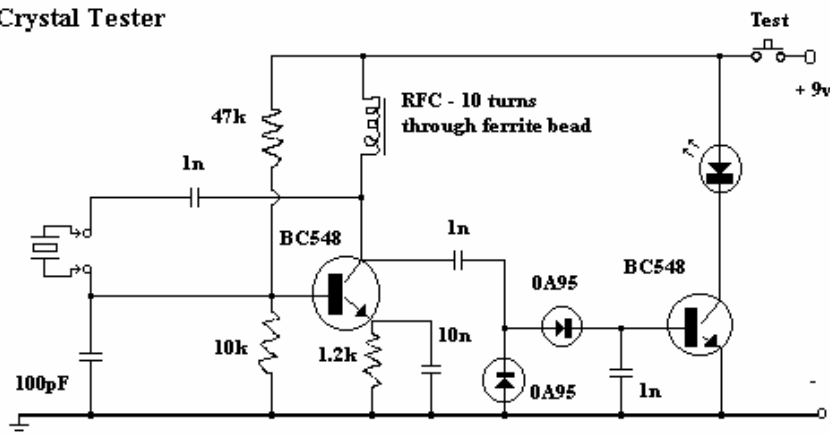 Crystal Tester
Test
+ 9v
RFC - 10 turns
through ferrite bead
47k
1n
BC548
1n
BC548
0A95
10k
1.2k
10n
100pF
0A95
1n
-